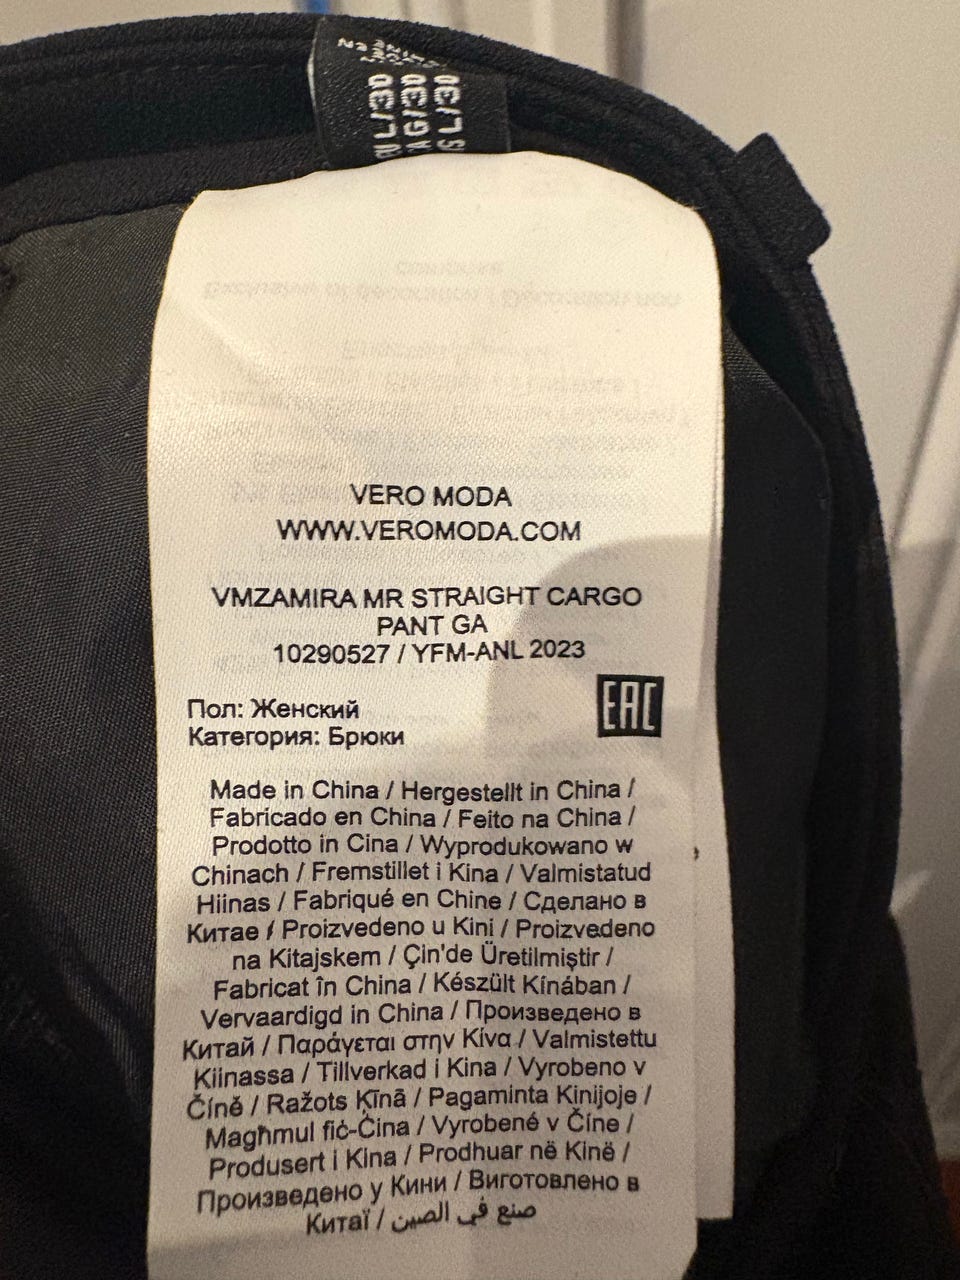 L/30
L/30
VERO MODA
WWW.VEROMODA.COM
VMZAMIRA MR STRAIGHT CARGO
PANT GA
10290527 / YFM-ANL 2023
Пол: Женский
EAC
Категория: Брюки
Made in China / Hergestellt in China /
Fabricado en China / Feito na China /
Prodotto in Cina / Wyprodukowano w
Chinach / Fremstillet i Kina / Valmistatud
Hiinas / Fabriqué en Chine / Сделано в
Китае / Proizvedeno u Kini / Proizvedeno
na Kitajskem / Çin'de Üretilmiştir /
Fabricat în China / Készült Kínában /
Vervaardigd in China / Произведено в
Китай / Παράγεται στην Κίνα / Valmistettu
Kiinassa / Tillverkad i Kina / Vyrobeno v
Číně / Ražots Ķīnā / Pagaminta Kinijoje /
Magħmul fiċ-Ċina / Vyrobené v Číne /
Produsert i Kina / Prodhuar në Kinë /
Произведено у Кини / Виготовлено в
Китаї / صنع في الصين